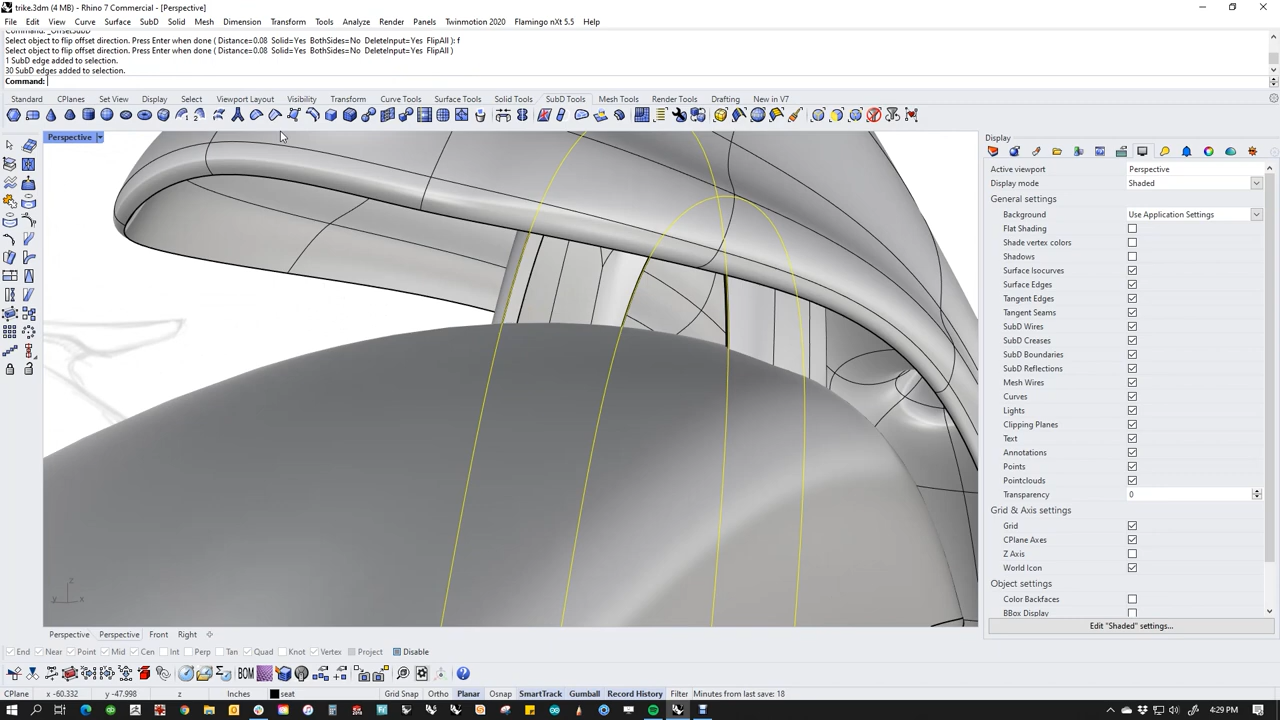 trike.3dm (4 MB) - Rhino 7 Commercial - [Perspective]
File Edit View Curve Surface SubD Solid Mesh Dimension Transform Tools Analyze Render Panels Twinmotion 2020 Flamingo nXt 5.5 Window Help
Command: _OffsetSubD
Select object to flip offset direction. Press Enter when done ( Distance=0.08 Solid=Yes BothSides=No DeleteInput=Yes FlipAll ): f
Select object to flip offset direction. Press Enter when done ( Distance=0.08 Solid=Yes BothSides=No DeleteInput=Yes FlipAll )
1 SubD edge added to selection.
30 SubD edges added to selection.
Command:
Standard CPlanes Set View Display Select Viewport Layout Visibility Transform Curve Tools Surface Tools Solid Tools SubD Tools Mesh Tools Render Tools Drafting New in V7
Perspective
Display
Active viewport Perspective
Display mode Shaded
General settings
Background Use Application Settings
Flat Shading
Shade vertex colors
Shadows
Surface Isocurves
Surface Edges
Tangent Edges
Tangent Seams
SubD Wires
SubD Creases
SubD Boundaries
SubD Reflections
Mesh Wires
Curves
Lights
Clipping Planes
Text
Annotations
Points
Pointclouds
Transparency 0
Grid & Axis settings
Grid
CPlane Axes
Z Axis
World Icon
Object settings
Color Backfaces
BBox Display
Edit "Shaded" settings...
z
y x
Perspective Perspective Front Right
End Near Point Mid Cen Int Perp Tan Quad Knot Vertex Project Disable
BOM
CPlane x -60.332 y -47.998 z Inches seat Grid Snap Ortho Planar Osnap SmartTrack Gumball Record History Filter Minutes from last save: 18
4:29 PM